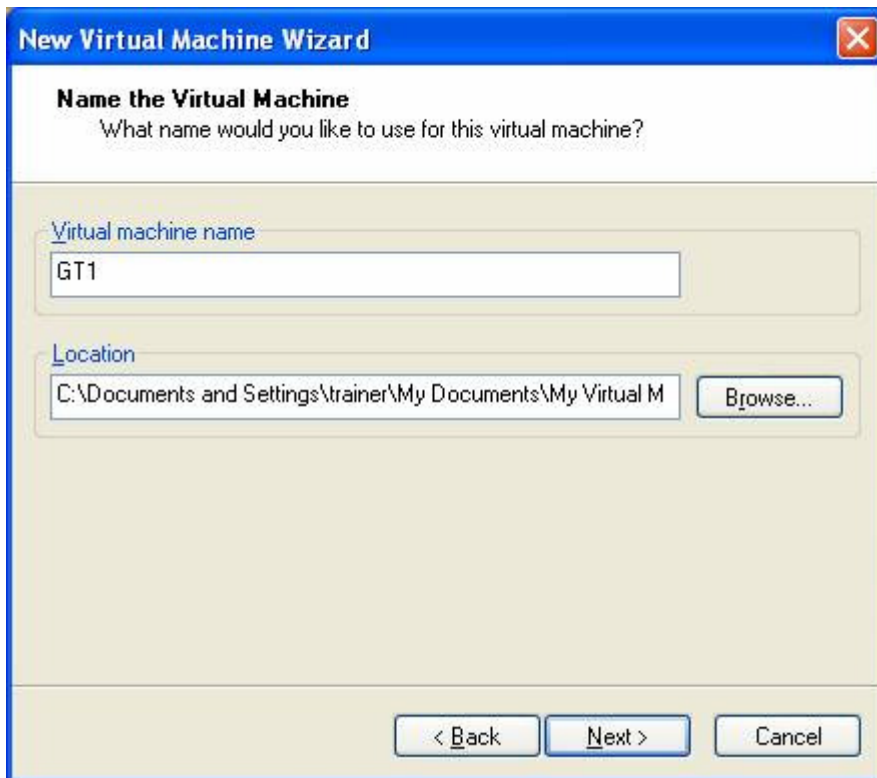 New Virtual Machine Wizard
Name the Virtual Machine
What name would you like to use for this virtual machine?
Virtual machine name
GT1
Location
C:\Documents and Settings\trainer\My Documents\My Virtual M
Browse...
< Back
Next >
Cancel